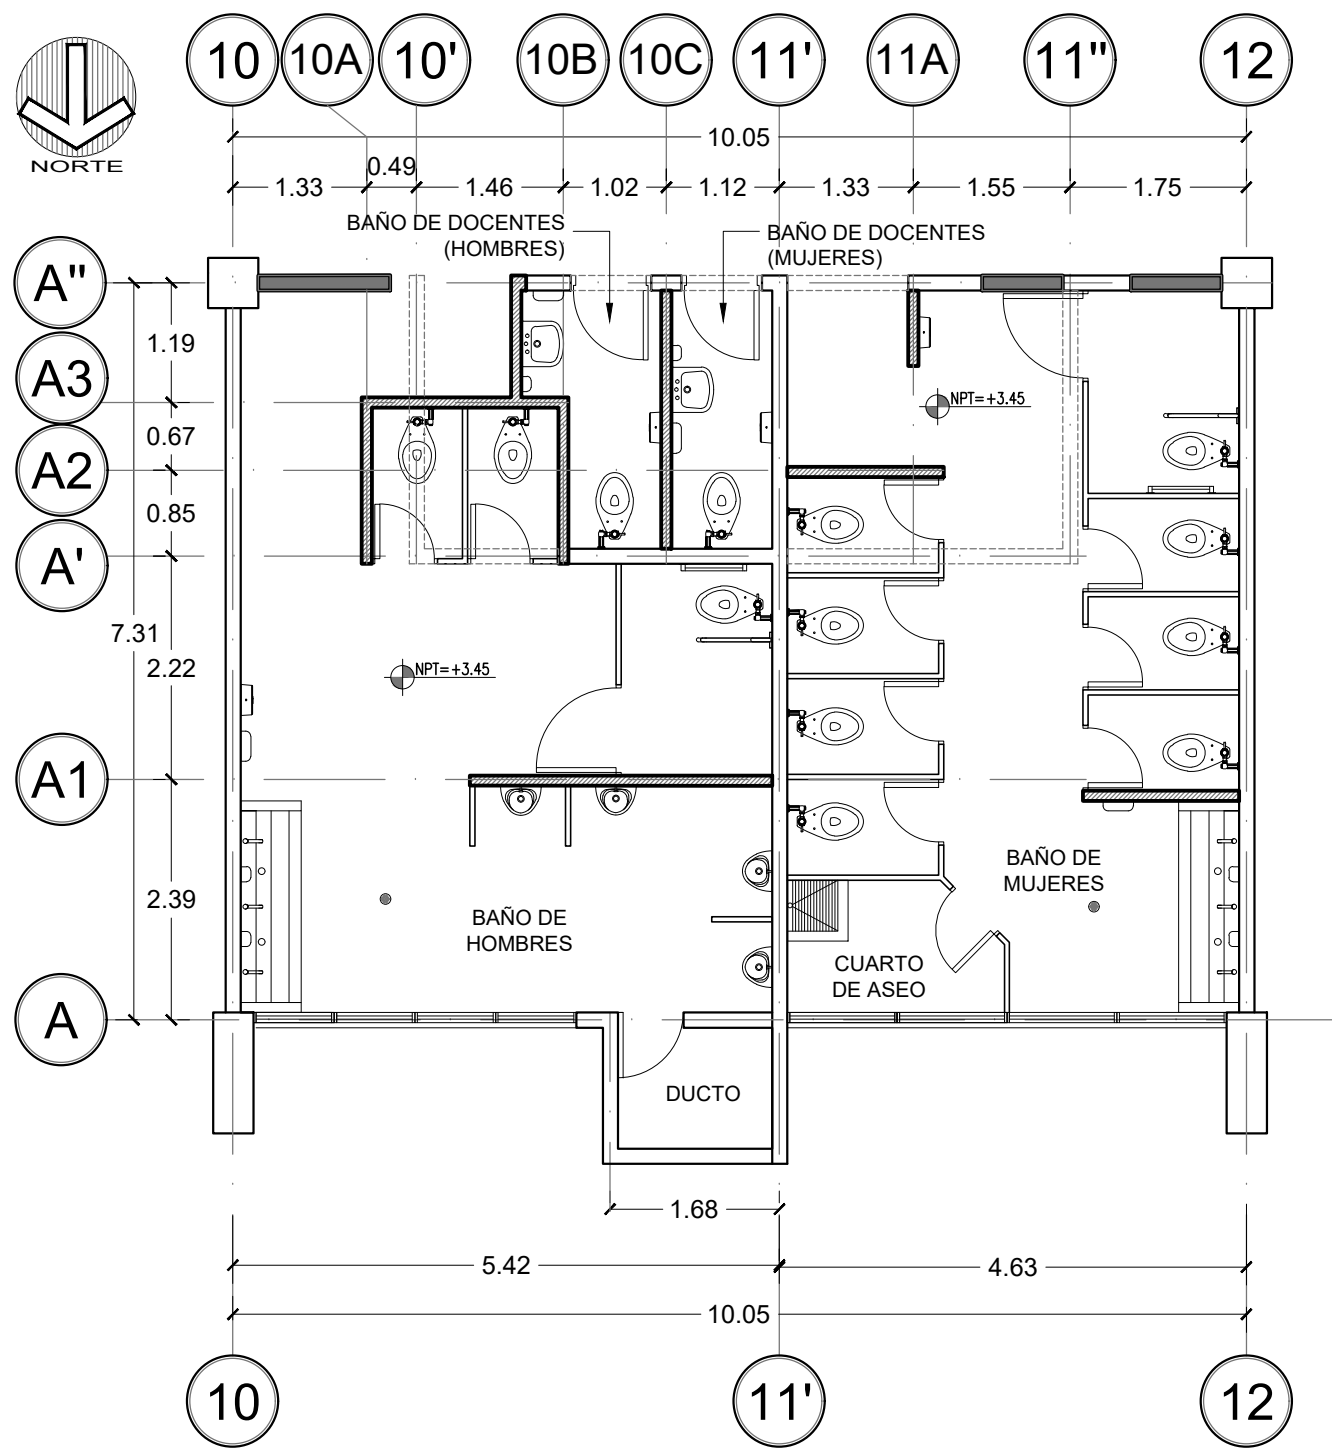 10
10A
10'
10B
10C
11'
11A
11"
12
NORTE
10.05
0.49
1.33
1.46
1.02
1.12
1.33
1.55
1.75
BAÑO DE DOCENTES
(HOMBRES)
BAÑO DE DOCENTES
(MUJERES)
A"
1.19
A3
NPT=+3.45
0.67
A2
0.85
A'
7.31
2.22
NPT=+3.45
A1
2.39
BAÑO DE
MUJERES
BAÑO DE
HOMBRES
CUARTO
DE ASEO
A
DUCTO
1.68
5.42
4.63
10.05
10
11'
12